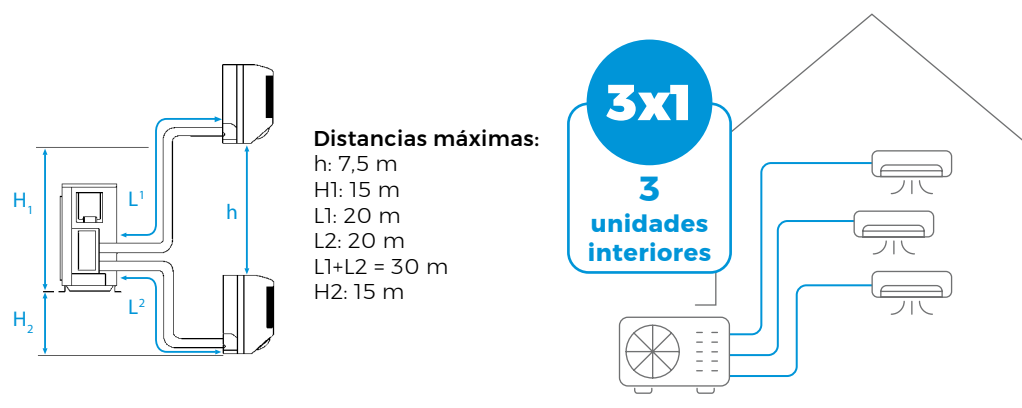 H1
L1
h
L2
H2
Distancias máximas:
h: 7,5 m
H1: 15 m
L1: 20 m
L2: 20 m
L1+L2 = 30 m
H2: 15 m
3x1
3
unidades
interiores